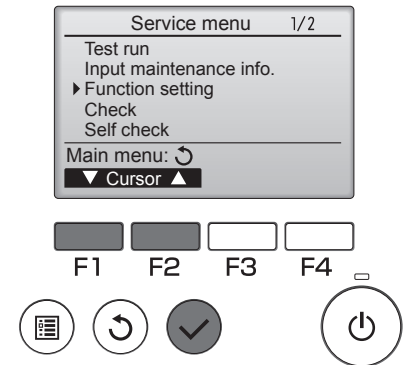 Service menu 1/2
Test run
Input maintenance info.
Function setting
Check
Self check
Main menu:
▼ Cursor ▲
F1 F2 F3 F4